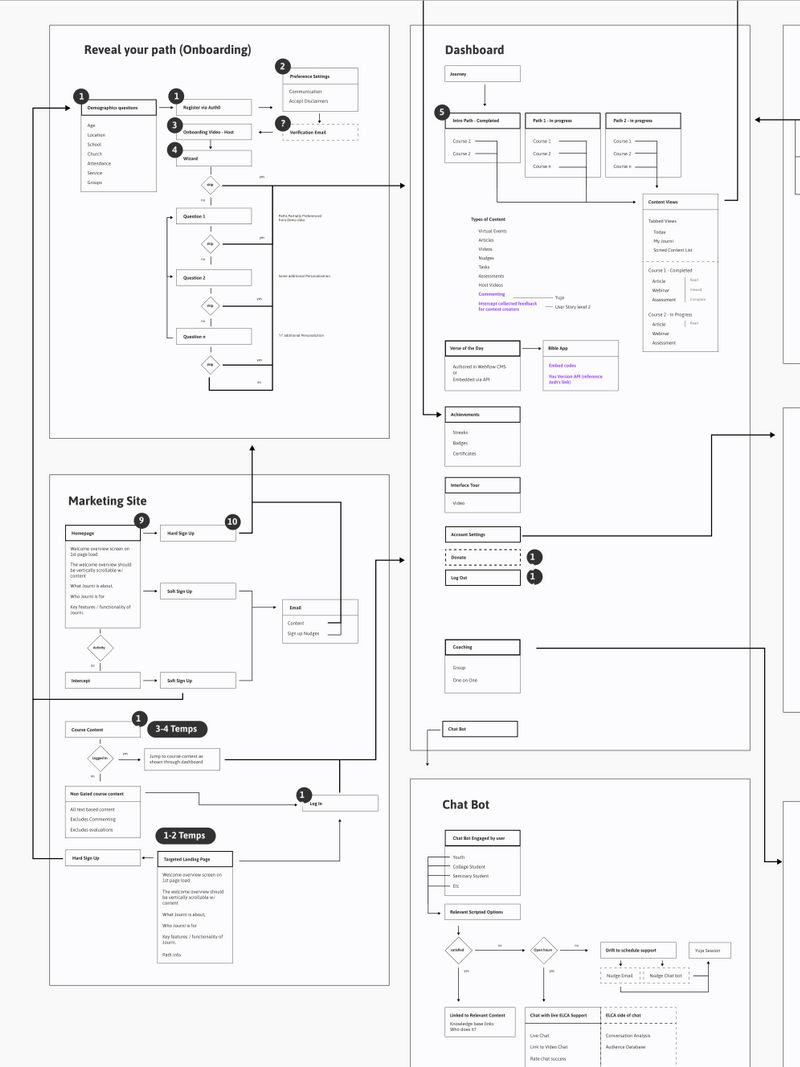 Reveal your path (Onboarding)
1
Demographics questions
Age
Location
School
Church
Attendance
Service
Groups
1
Register via Auth0
3
Onboarding Video - Host
4
Wizard
2
Preference Settings
Communication
Accept Disclaimers
?
Verification Email
skip
yes
no
Question 1
Paths Partially Preferenced
from Demo data
skip
yes
no
Question 2
Some additional Personalization
skip
yes
no
Question n
"n" additional Personalization
skip
yes
no
Marketing Site
9
Homepage
Welcome overview screen on
1st page load
The welcome overview should
be vertically scrollable w/
content
What Journi is about,
Who Journi is for
Key features / functionality of
Journi.
10
Hard Sign Up
Soft Sign Up
Email
Content
Sign up Nudges
Activity
no
Intercept
Soft Sign Up
1
Course Content
3-4 Temps
Logged In
yes
no
Jump to course content as
shown through dashboard
Non Gated course content
All text based content
Excludes Commenting
Excludes evaluations
1
Log In
1-2 Temps
Hard Sign Up
Targeted Landing Page
Welcome overview screen on
1st page load
The welcome overview should
be vertically scrollable w/
content
What Journi is about,
Who Journi is for
Key features / functionality of
Journi.
Path Info
Dashboard
Journey
5
Intro Path - Completed
Course 1
Course 2
Path 1 - in progress
Course 1
Course 2
Course n
Path 2 - in progress
Course 1
Course 2
Course n
Content Views
Tabbed Views
Today
My Journi
Sorted Content List
Course 1 - Completed
Article
Read
Webinar
Assessment
Complete
Course 2 - In Progress
Article
Read
Webinar
Assessment
Types of Content
Virtual Events
Articles
Videos
Nudges
Tasks
Assessments
Host Videos
Commenting
Yuja
Intercept collected feedback
for content creators
User Story level 2
Verse of the Day
Authored in Webflow CMS
or
Embedded via API
Bible App
Embed codes
You Version API (reference
Josh's link)
Achievements
Streeks
Badges
Certificates
Interface Tour
Video
Account Settings
Donate
1
Log Out
1
Coaching
Group
One on One
Chat Bot
Chat Bot
Chat Bot Engaged by user
Youth
College Student
Seminary Student
Etc
Relevant Scripted Options
satisfied
no
yes
Open hours
no
yes
Drift to schedule support
Nudge Email
Nudge Chat bot
Yuja Session
Linked to Relevant Content
Knowledge base links
Who does it?
Chat with live ELCA Support
Live Chat
Link to Video Chat
Rate chat success
ELCA side of chat
Conversation Analysis
Audience Database